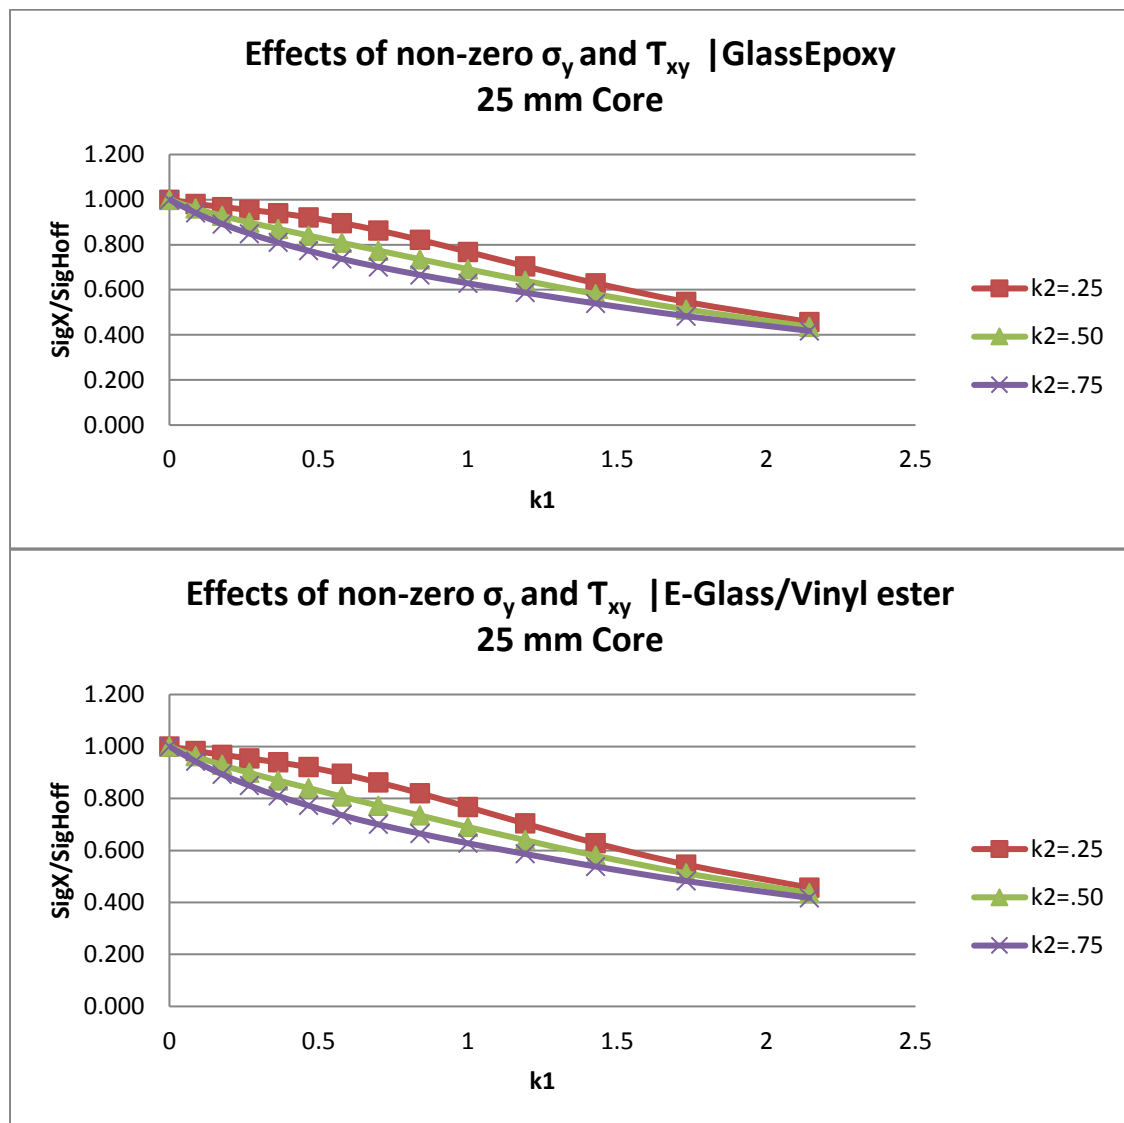 Effects of non-zero σy and Ƭxy |GlassEpoxy
25 mm Core
1.200
1.000
0.800
0.600
0.400
0.200
0.000
SigX/SigHoff
0 0.5 1 1.5 2 2.5
k1
k2=.25
k2=.50
k2=.75
Effects of non-zero σy and Ƭxy |E-Glass/Vinyl ester
25 mm Core
1.200
1.000
0.800
0.600
0.400
0.200
0.000
SigX/SigHoff
0 0.5 1 1.5 2 2.5
k1
k2=.25
k2=.50
k2=.75